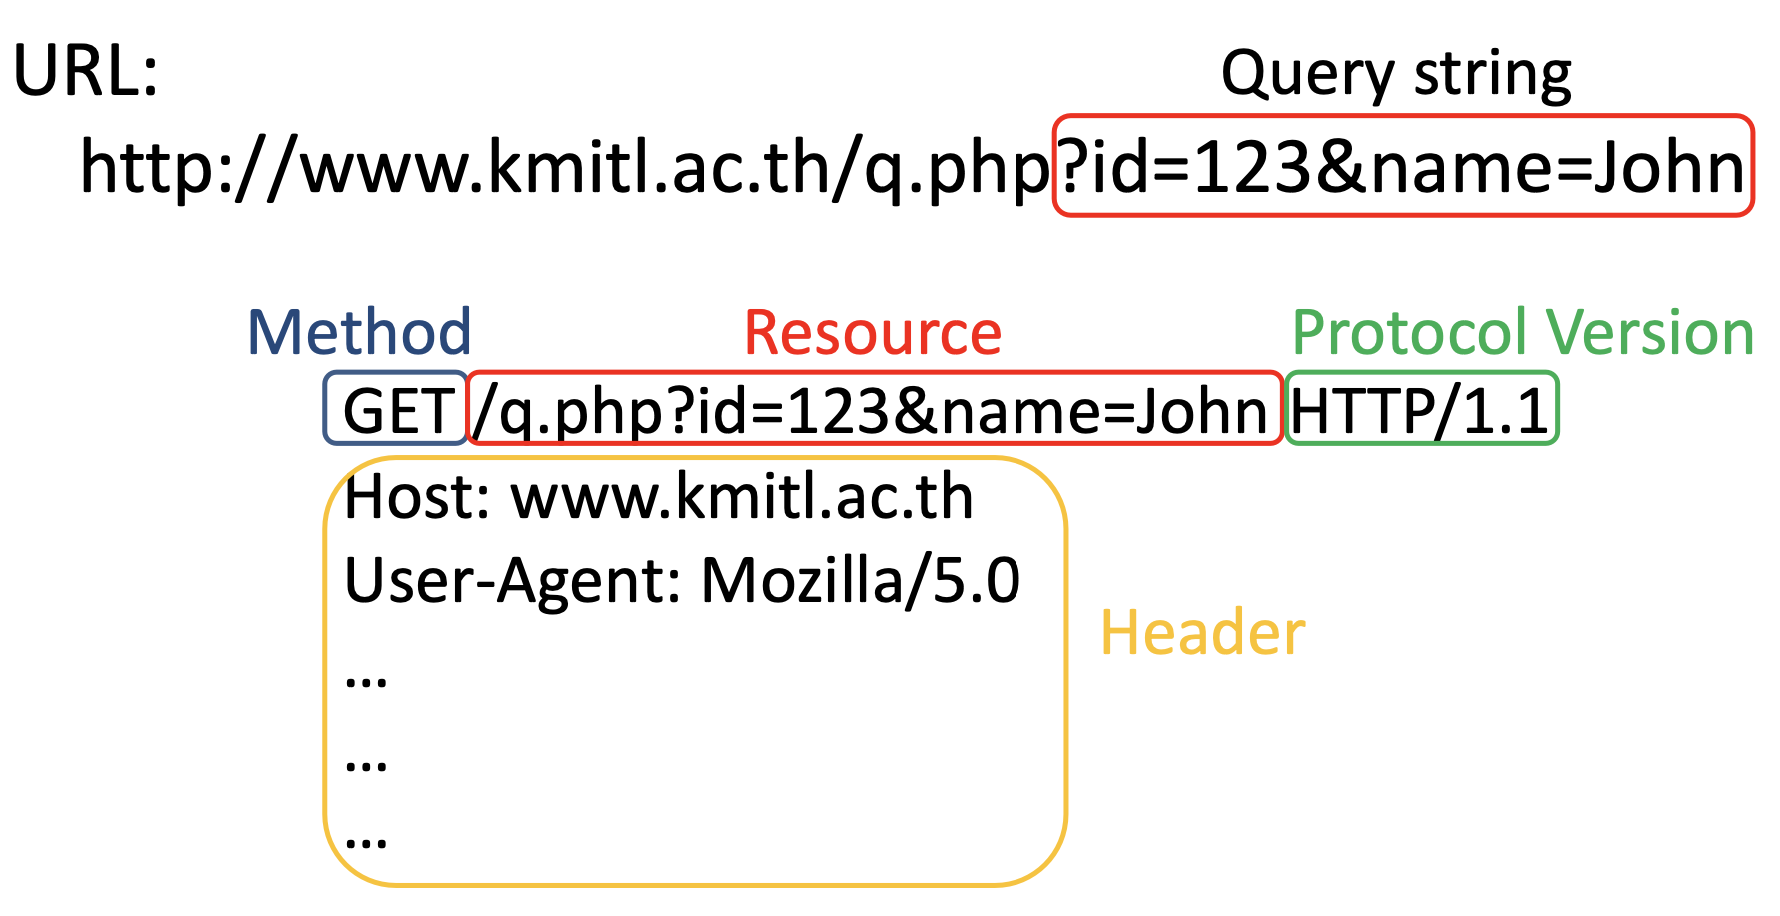 URL:
Query string
http://www.kmitl.ac.th/q.php?id=123&name=John
Method Resource Protocol Version
GET /q.php?id=123&name=John HTTP/1.1
Host: www.kmitl.ac.th
User-Agent: Mozilla/5.0
Header
...
...
...